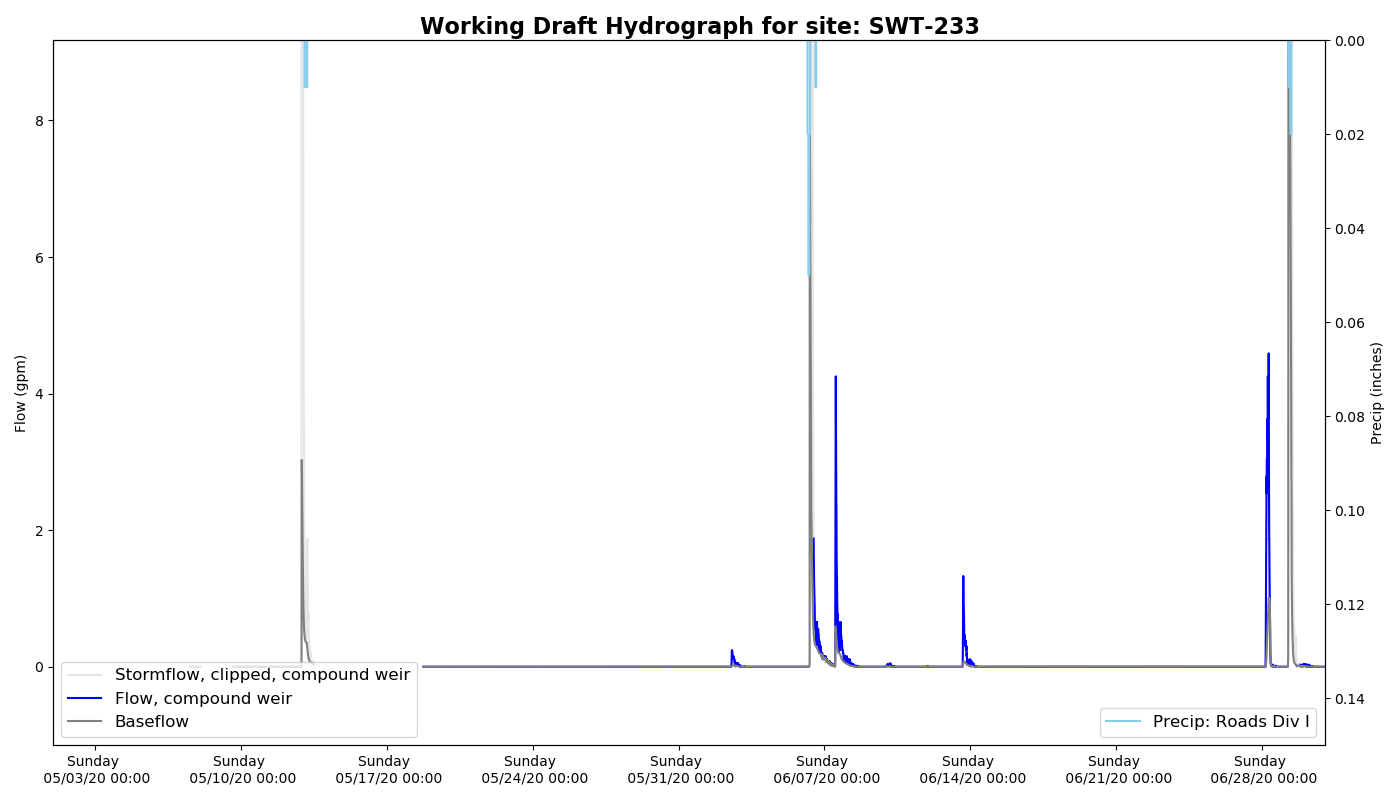 Working Draft Hydrograph for site: SWT-233
Flow (gpm)
8
6
4
2
0
0.00
0.02
0.04
0.06
0.08
0.10
0.12
0.14
Precip (inches)
Stormflow, clipped, compound weir
Flow, compound weir
Baseflow
Precip: Roads Div I
Sunday
05/03/20 00:00
Sunday
05/10/20 00:00
Sunday
05/17/20 00:00
Sunday
05/24/20 00:00
Sunday
05/31/20 00:00
Sunday
06/07/20 00:00
Sunday
06/14/20 00:00
Sunday
06/21/20 00:00
Sunday
06/28/20 00:00